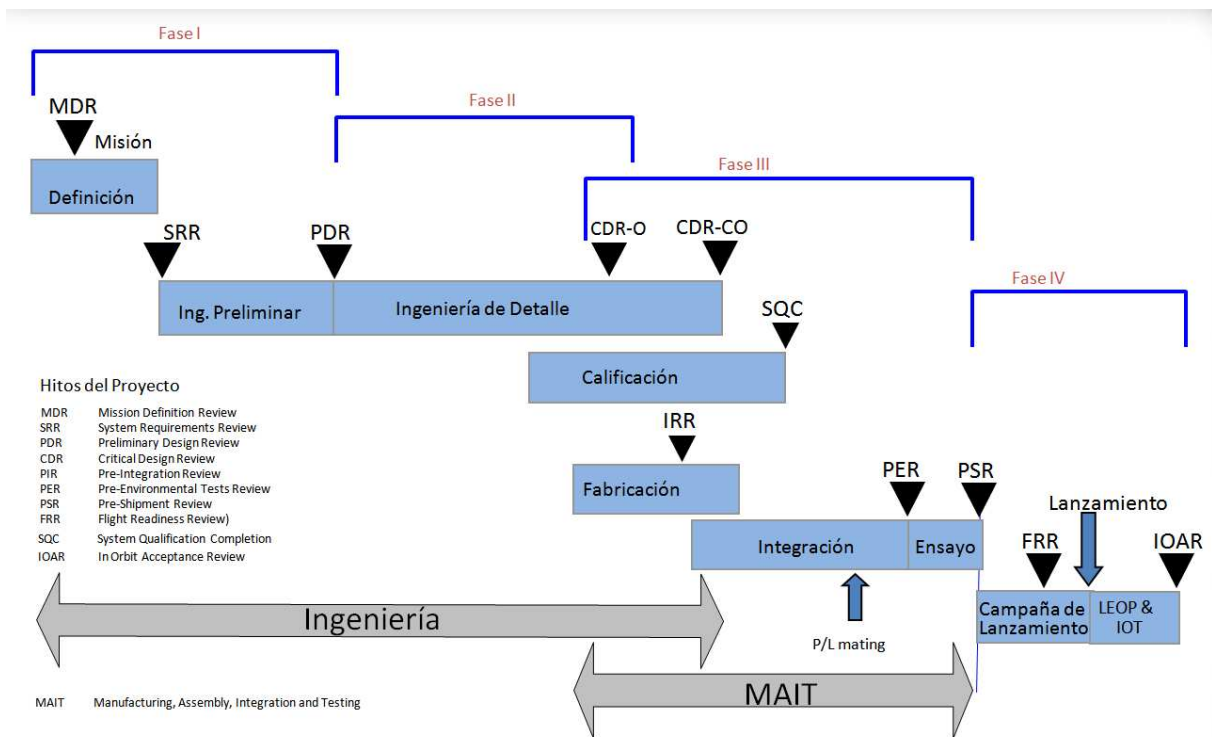 Fase I
Fase II
MDR
Misión
Definición
Fase III
SRR
PDR
CDR-O
CDR-CO
Ing. Preliminar
Ingeniería de Detalle
Fase IV
SQC
Calificación
Hitos del Proyecto
MDR Mission Definition Review
SRR System Requirements Review
PDR Preliminary Design Review
CDR Critical Design Review
PIR Pre-Integration Review
PER Pre-Environmental Tests Review
PSR Pre-Shipment Review
FRR Flight Readiness Review)
SQC System Qualification Completion
IOAR In Orbit Acceptance Review
IRR
Fabricación
PER
PSR
Integración
Ensayo
Lanzamiento
FRR
IOAR
Campaña de
Lanzamiento
LEOP &
IOT
Ingeniería
P/L mating
MAIT
MAIT Manufacturing, Assembly, Integration and Testing